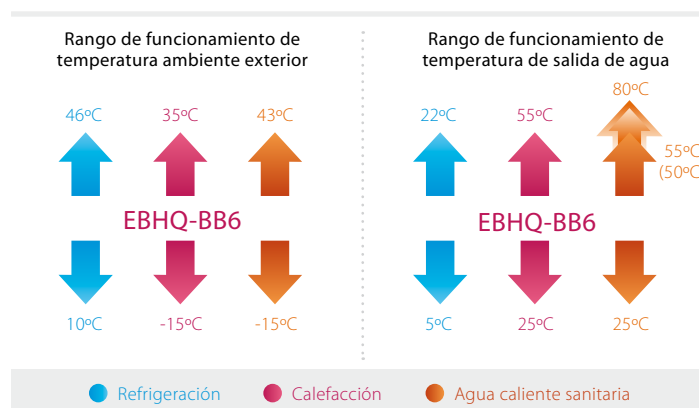 Rango de funcionamiento de
temperatura ambiente exterior
46ºC
35ºC
43ºC
EBHQ-BB6
10ºC
-15ºC
-15ºC
Rango de funcionamiento de
temperatura de salida de agua
80ºC
22ºC
55ºC
55ºC
(50ºC
EBHQ-BB6
5ºC
25ºC
25ºC
Refrigeración
Calefacción
Agua caliente sanitaria